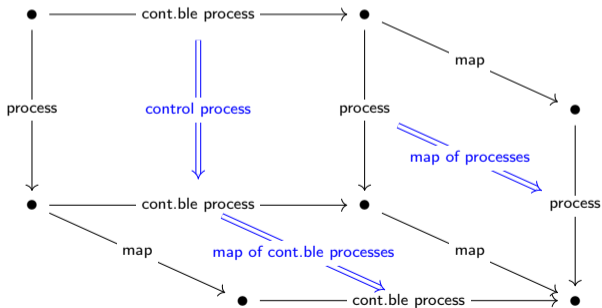 cont.ble process
map
process
control process
process
map of processes
cont.ble process
process
map
map of cont.ble processes
map
cont.ble process